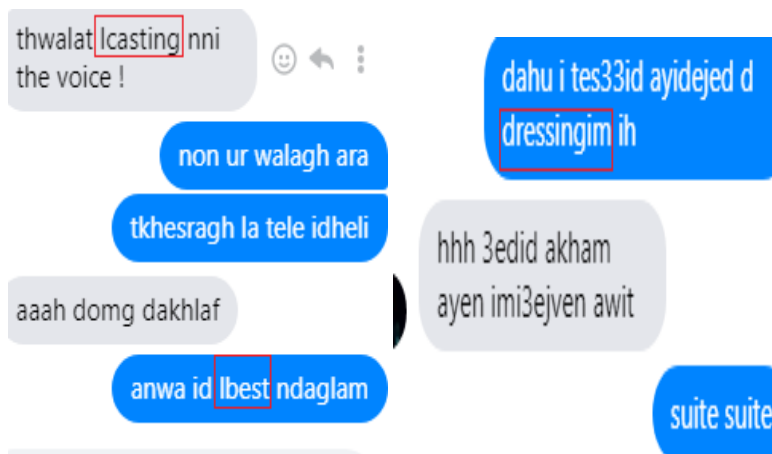 thwalat lcasting nni
the voice !
non ur walagh ara
tkhesragh la tele idheli
aaah domg dakhlaf
anwa id lbest ndaglam
dahu i tes33id ayidejed d
dressingim ih
hhh 3edid akham
ayen imi3ejven awit
suite suite